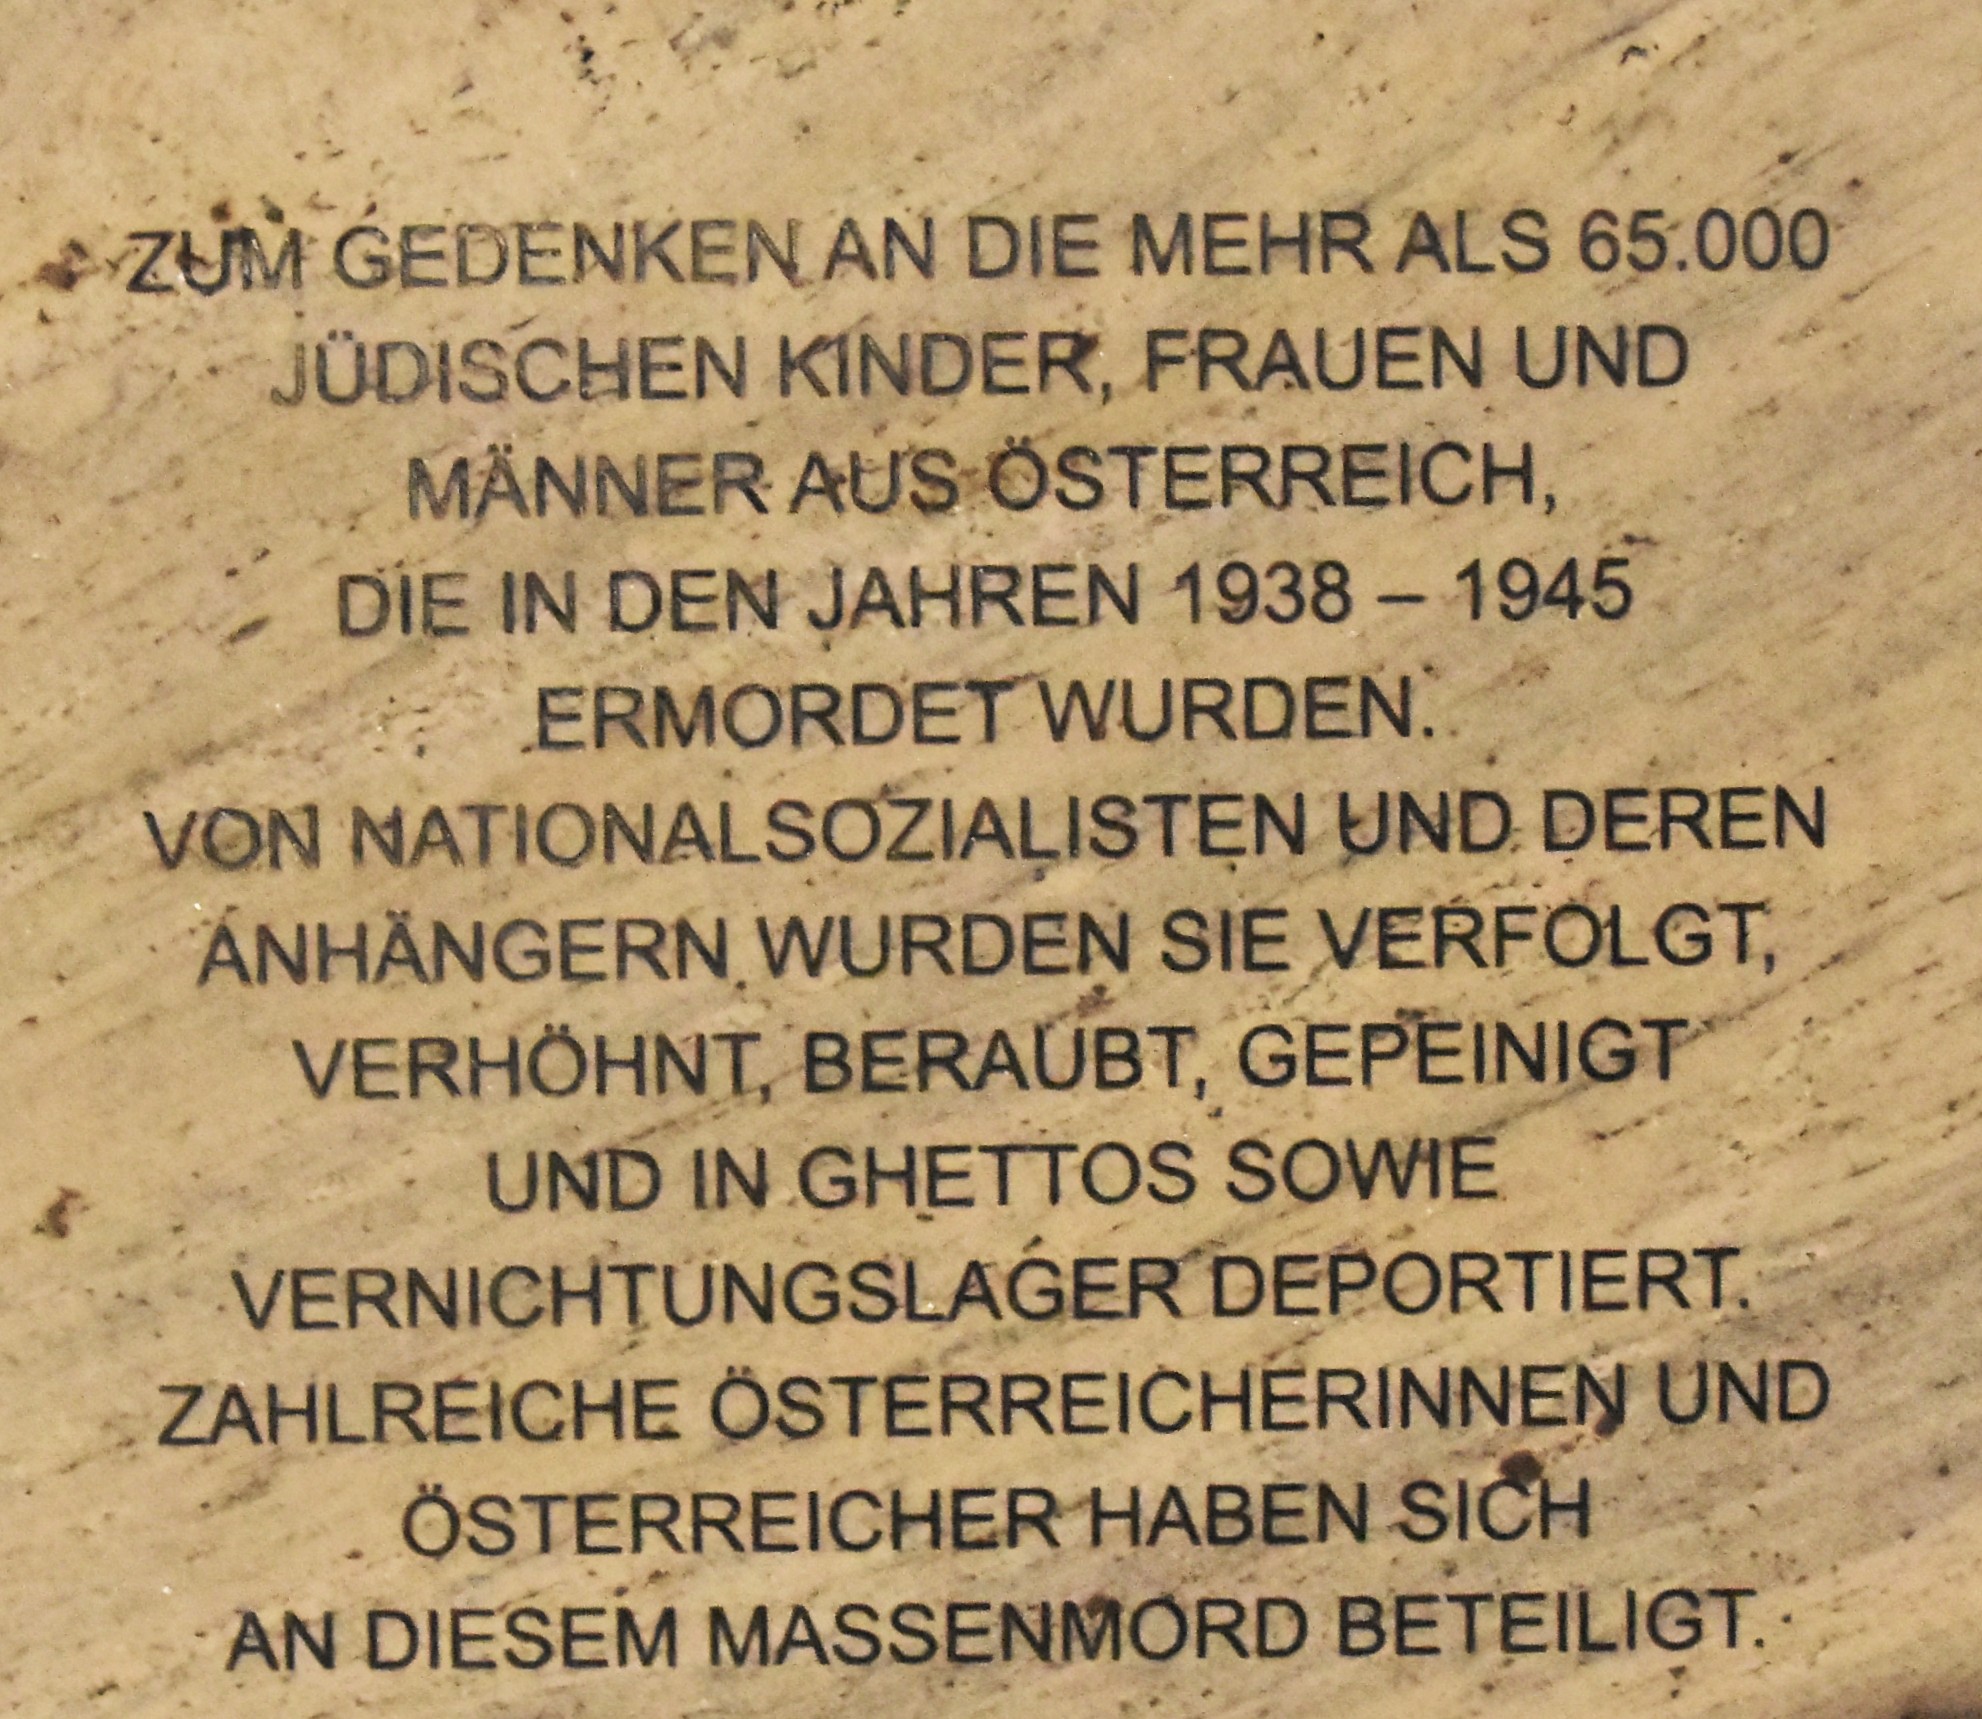 ZUM GEDENKEN AN DIE MEHR ALS 65.000
JÜDISCHEN KINDER, FRAUEN UND
MÄNNER AUS ÖSTERREICH,
DIE IN DEN JAHREN 1938 – 1945
ERMORDET WURDEN.
VON NATIONALSOZIALISTEN UND DEREN
ANHÄNGERN WURDEN SIE VERFOLGT,
VERHÖHNT, BERAUBT, GEPEINIGT
UND IN GHETTOS SOWIE
VERNICHTUNGSLAGER DEPORTIERT.
ZAHLREICHE ÖSTERREICHERINNEN UND
ÖSTERREICHER HABEN SICH
AN DIESEM MASSENMORD BETEILIGT.